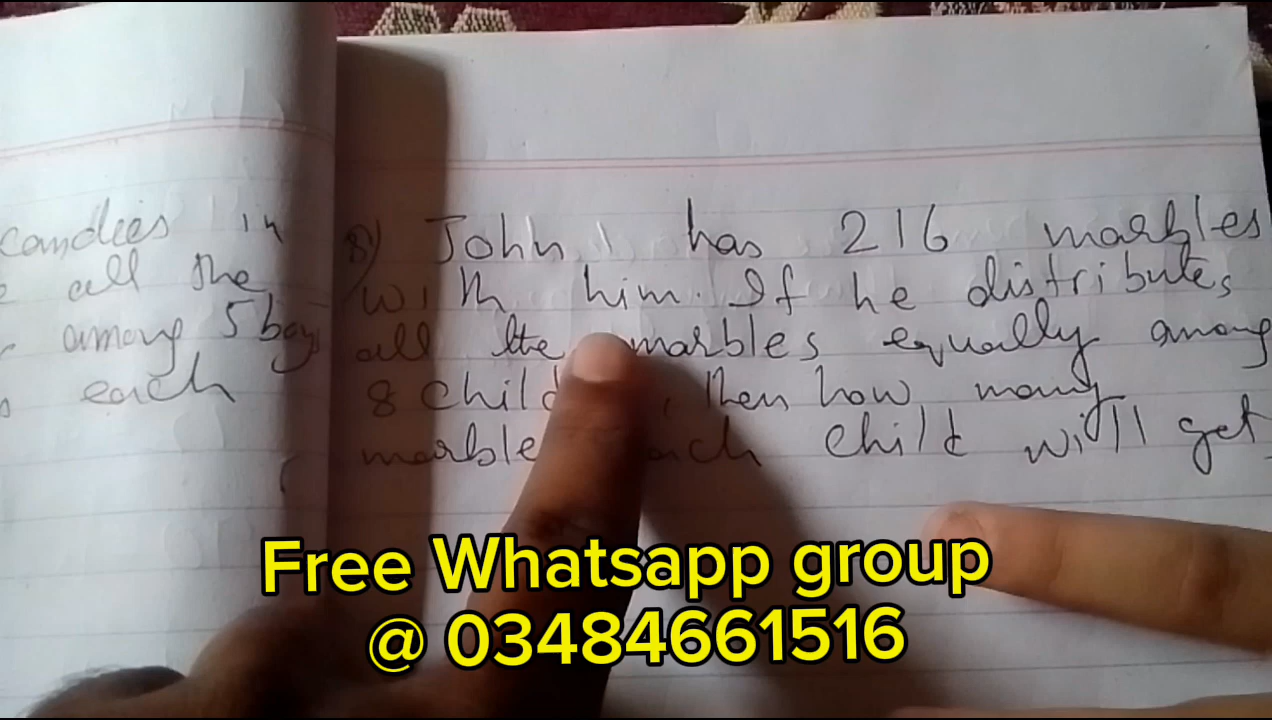 candies in
all the
among 5 boys
each
8) John has 216 marbles
with him. If he distributes
all the marbles equally among
8 child , then how many
marble each child will get
Free Whatsapp group
@ 03484661516